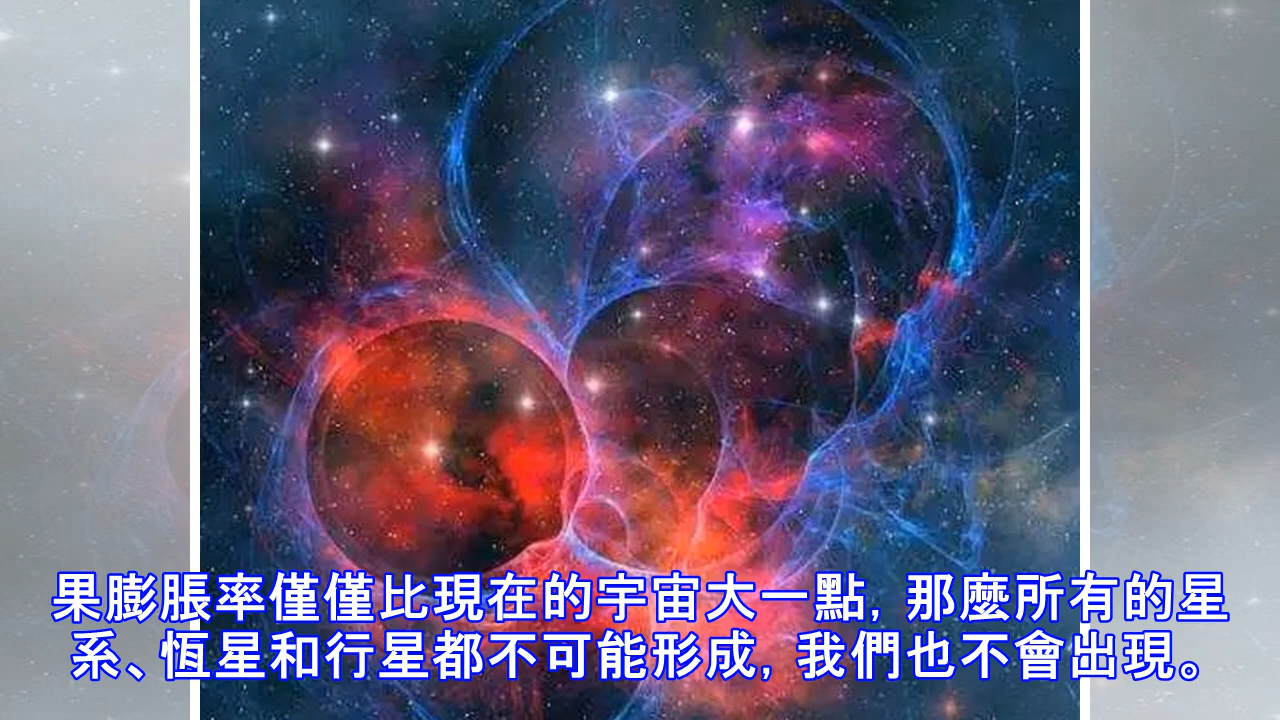 果膨脹率僅僅比現在的宇宙大一點,那麼所有的星
系、恆星和行星都不可能形成,我們也不會出現。